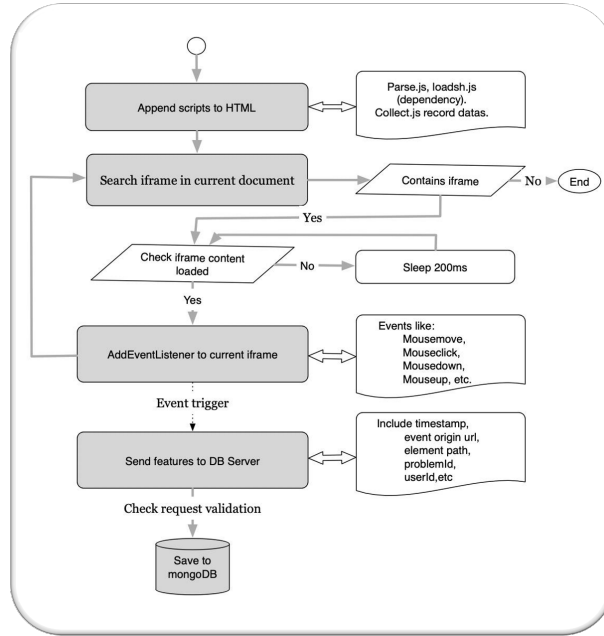 Append scripts to HTML
Parse.js, loadsh.js
(dependency).
Collect.js record datas.
Search iframe in current document
Contains iframe
No
End
Yes
Check iframe content
loaded
No
Sleep 200ms
Yes
AddEventListener to current iframe
Events like:
Mousemove,
Mouseclick,
Mousedown,
Mouseup, etc.
Event trigger
Send features to DB Server
Include timestamp,
event origin url,
element path,
problemId,
userId,etc
Check request validation
Save to
mongoDB